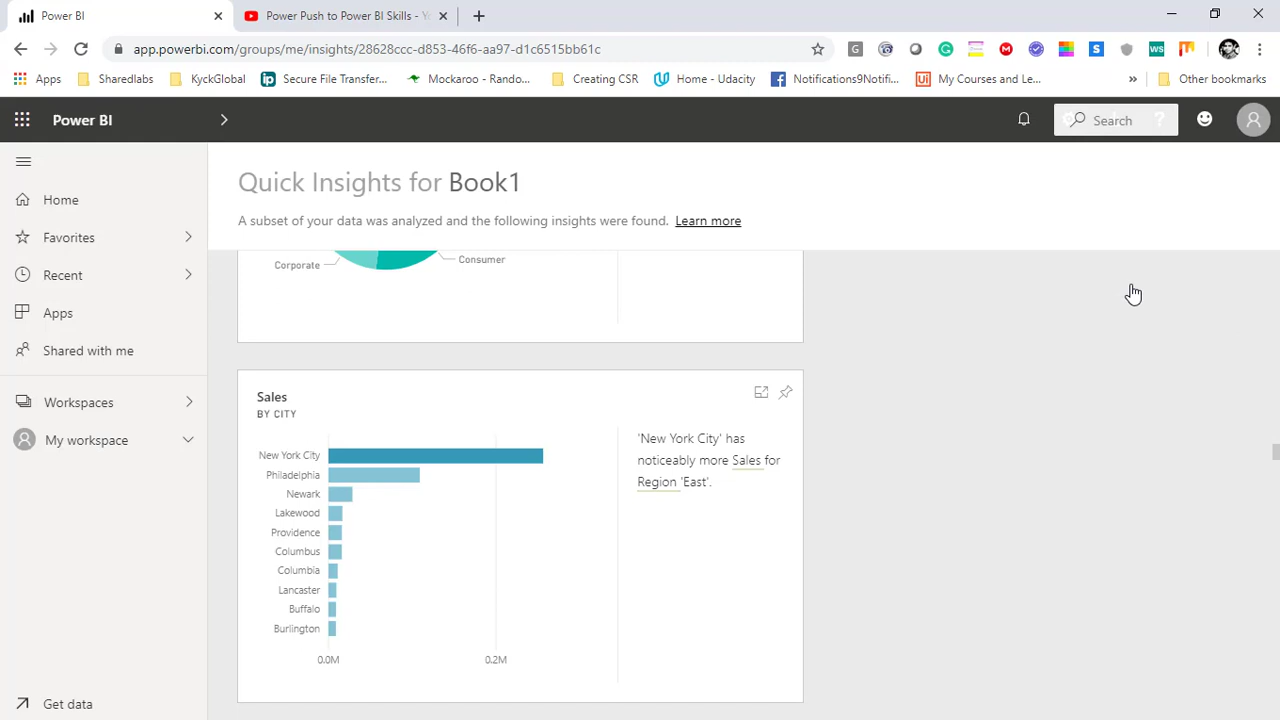 Power BI
Power Push to Power BI Skills - Y
app.powerbi.com/groups/me/insights/28628ccc-d853-46f6-aa97-d1c6515bb61c
Apps
Sharedlabs
KyckGlobal
Secure File Transfer...
Mockaroo - Rando...
Creating CSR
Home - Udacity
Notifications9Notifi...
My Courses and Le...
»
Other bookmarks
Power BI
Search
Quick Insights for Book1
A subset of your data was analyzed and the following insights were found. Learn more
Home
Favorites
Recent
Apps
Shared with me
Workspaces
My workspace
Get data
Corporate
Consumer
Sales
BY CITY
New York City
Philadelphia
Newark
Lakewood
Providence
Columbus
Columbia
Lancaster
Buffalo
Burlington
0.0M
0.2M
'New York City' has
noticeably more Sales for
Region 'East'.